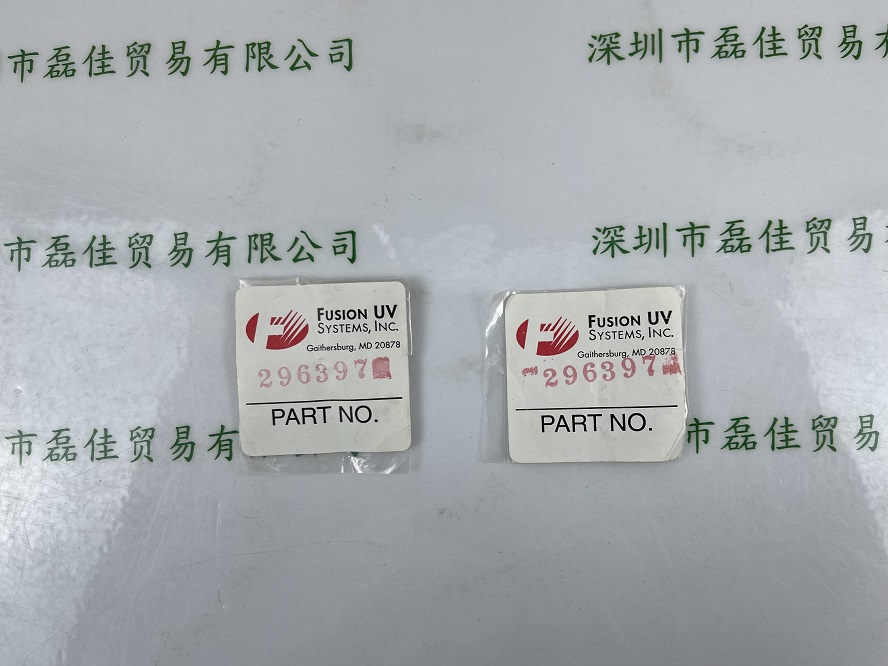 市磊佳贸易有限公司
深圳市磊佳贸易有
市磊佳贸易有限公司
深圳市磊佳贸易有
FUSION UV
SYSTEMS, INC.
Gaithersburg, MD 20878
296397
PART NO.
FUSION UV
SYSTEMS, INC.
Gaithersburg, MD 20878
296397
PART NO.
市磊佳贸易有
市磊佳贸易有